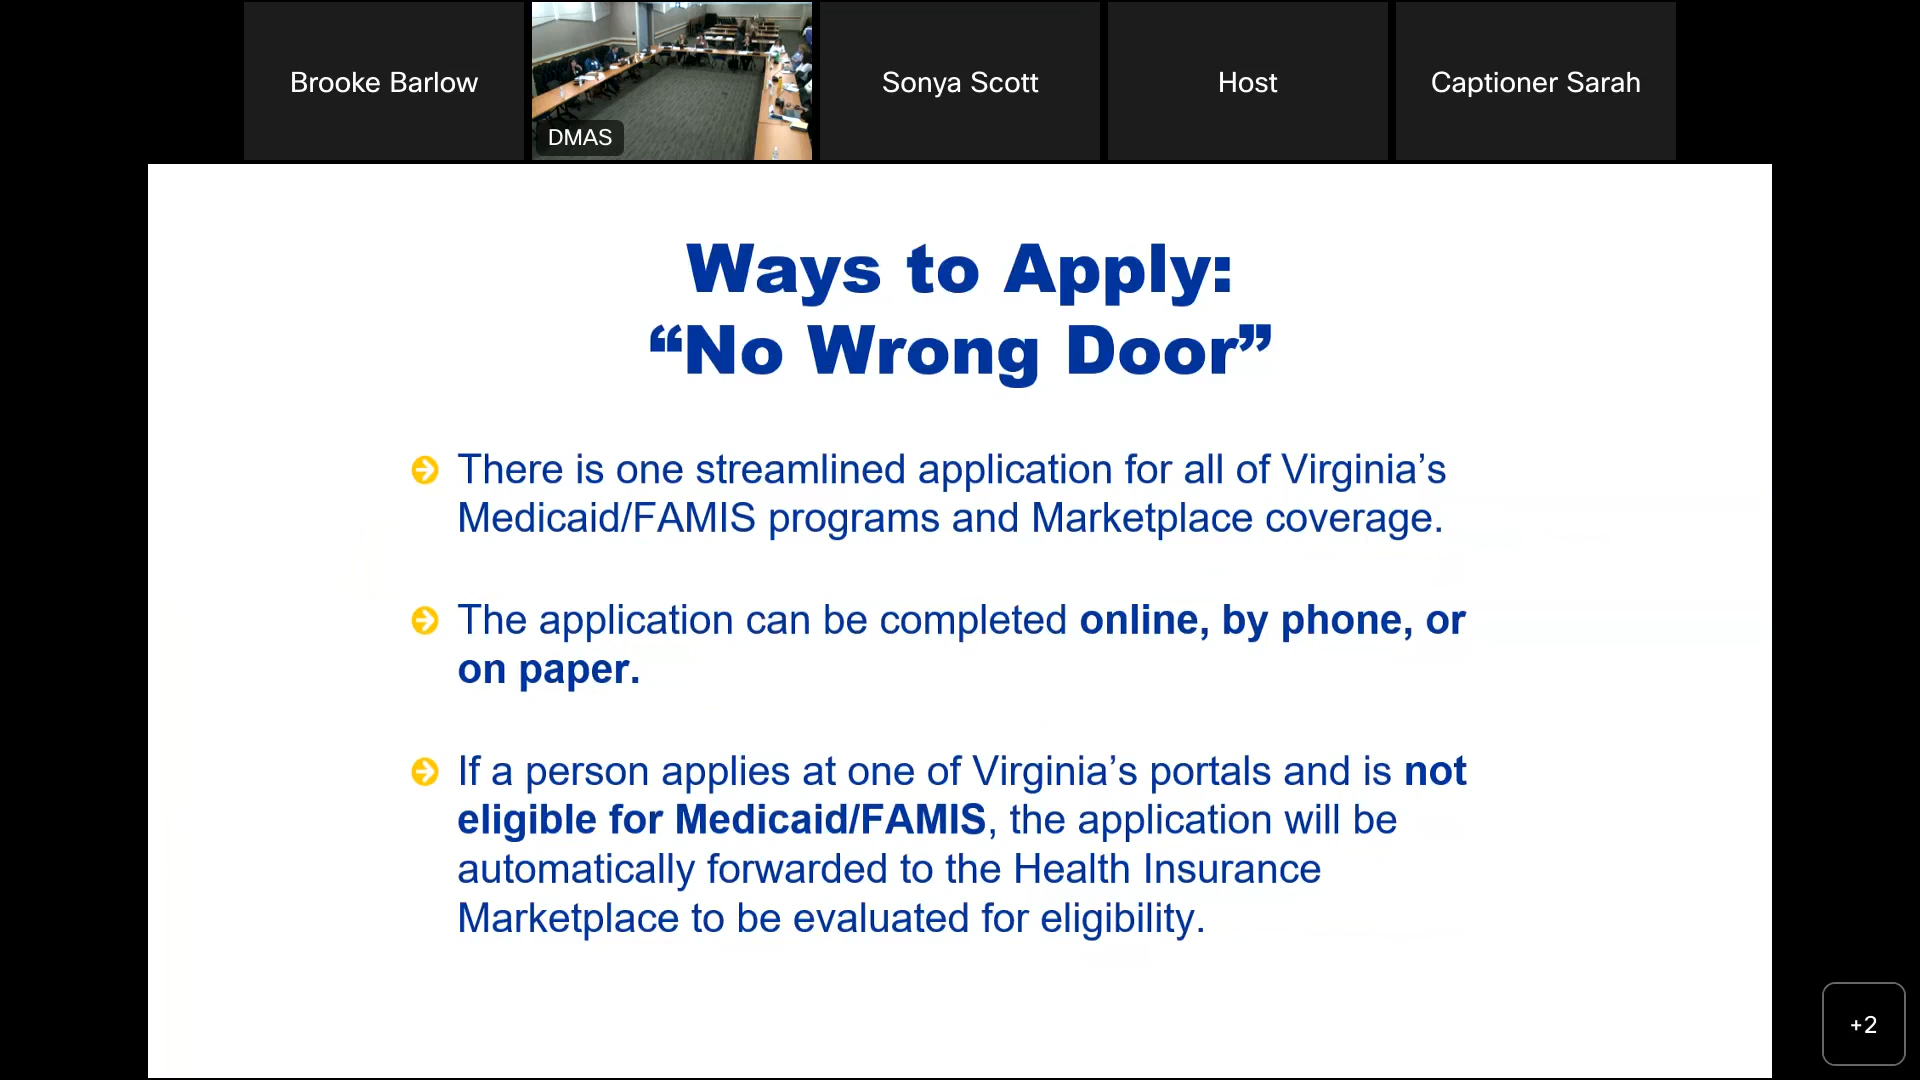 Brooke Barlow
DMAS
Sonya Scott
Host
Captioner Sarah
Ways to Apply:
“No Wrong Door”
There is one streamlined application for all of Virginia’s
Medicaid/FAMIS programs and Marketplace coverage.
The application can be completed online, by phone, or
on paper.
If a person applies at one of Virginia’s portals and is not
eligible for Medicaid/FAMIS, the application will be
automatically forwarded to the Health Insurance
Marketplace to be evaluated for eligibility.
+2